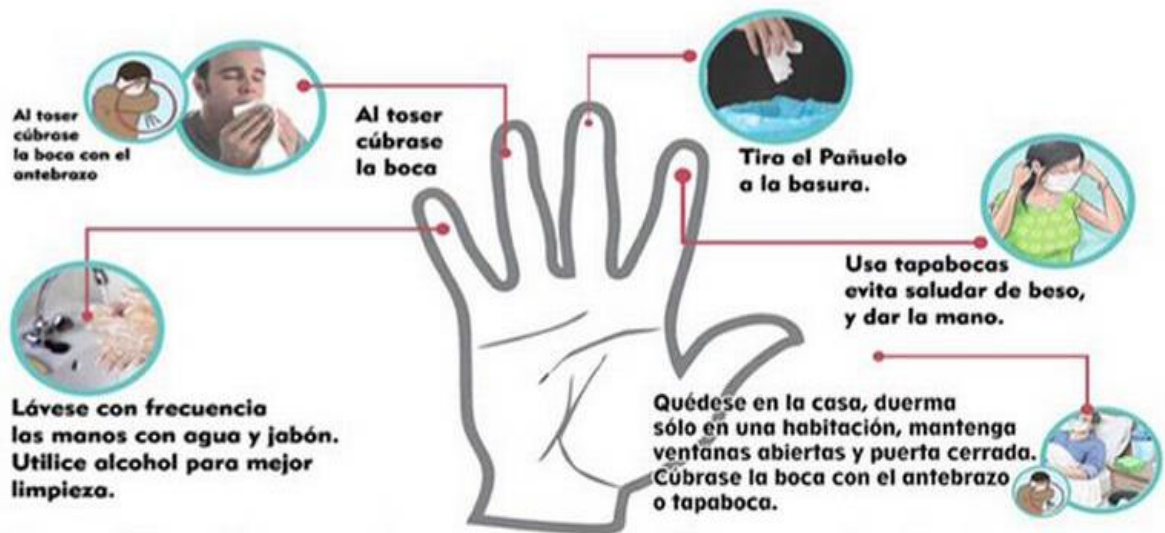 Al toser
cúbrase
la boca con el
antebrazo
Al toser
cúbrase
la boca
Tira el Pañuelo
a la basura.
Usa tapabocas
evita saludar de beso,
y dar la mano.
Lávese con frecuencia
las manos con agua y jabón.
Utilice alcohol para mejor
limpieza.
Quédese en la casa, duerma
sólo en una habitación, mantenga
ventanas abiertas y puerta cerrada.
Cúbrase la boca con el antebrazo
o tapaboca.